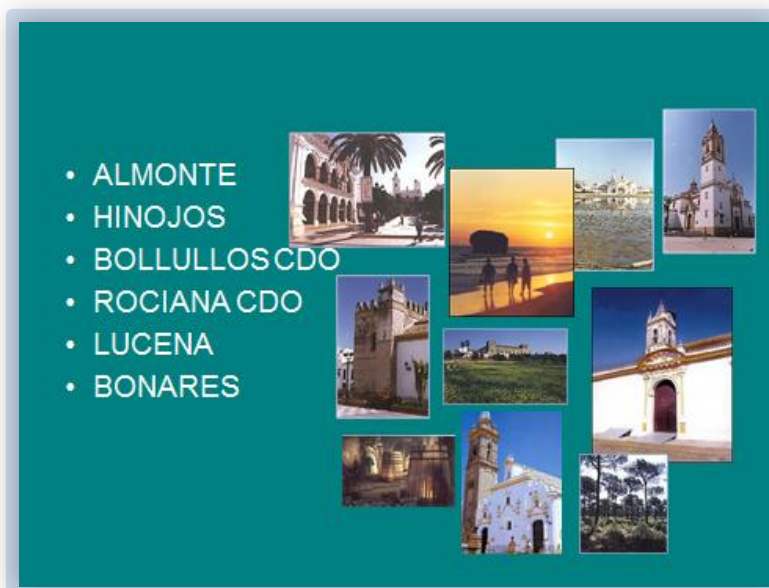 • ALMONTE
• HINOJOS
• BOLLULLOS CDO
• ROCIANA CDO
• LUCENA
• BONARES